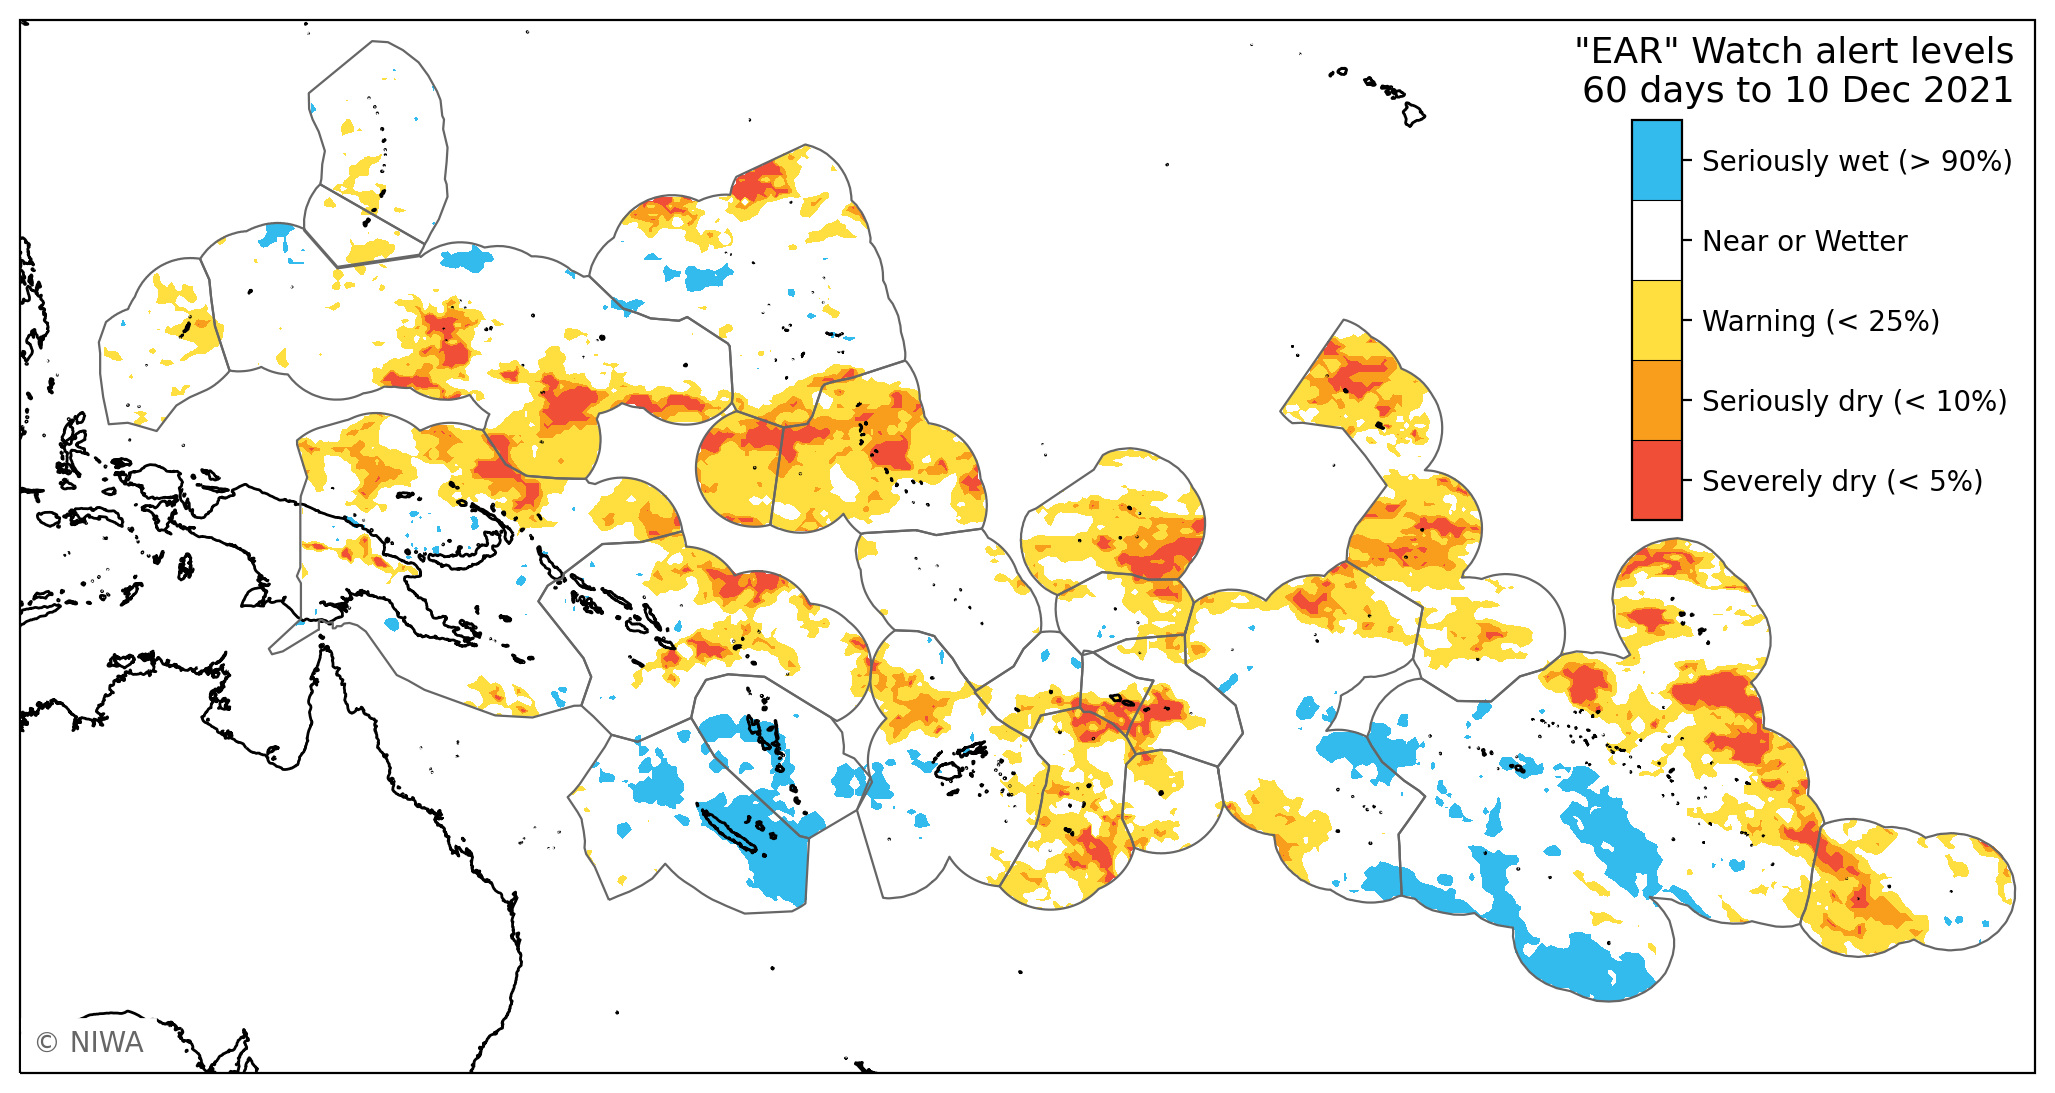 "EAR" Watch alert levels
60 days to 10 Dec 2021
Seriously wet (> 90%)
Near or Wetter
Warning (< 25%)
Seriously dry (< 10%)
Severely dry (< 5%)
© NIWA